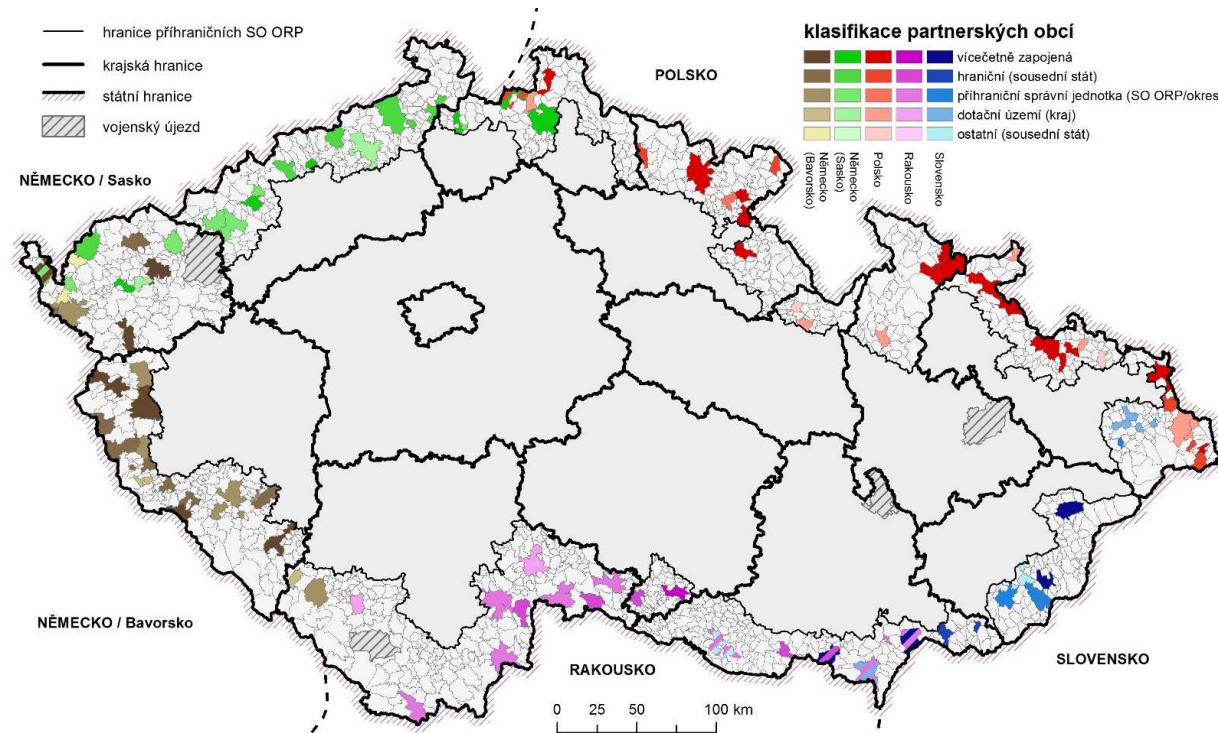 hranice příhraničních SO ORP
krajská hranice
státní hranice
vojenský újezd
klasifikace partnerských obcí
vícečetně zapojená
hraniční (sousední stát)
příhraniční správní jednotka (SO ORP/okres
dotační území (kraj)
ostatní (sousední stát)
Německo
(Bavorsko)
Německo
(Sasko)
Polsko
Rakousko
Slovensko
POLSKO
NĚMECKO / Sasko
NĚMECKO / Bavorsko
RAKOUSKO
SLOVENSKO
0 25 50 100 km